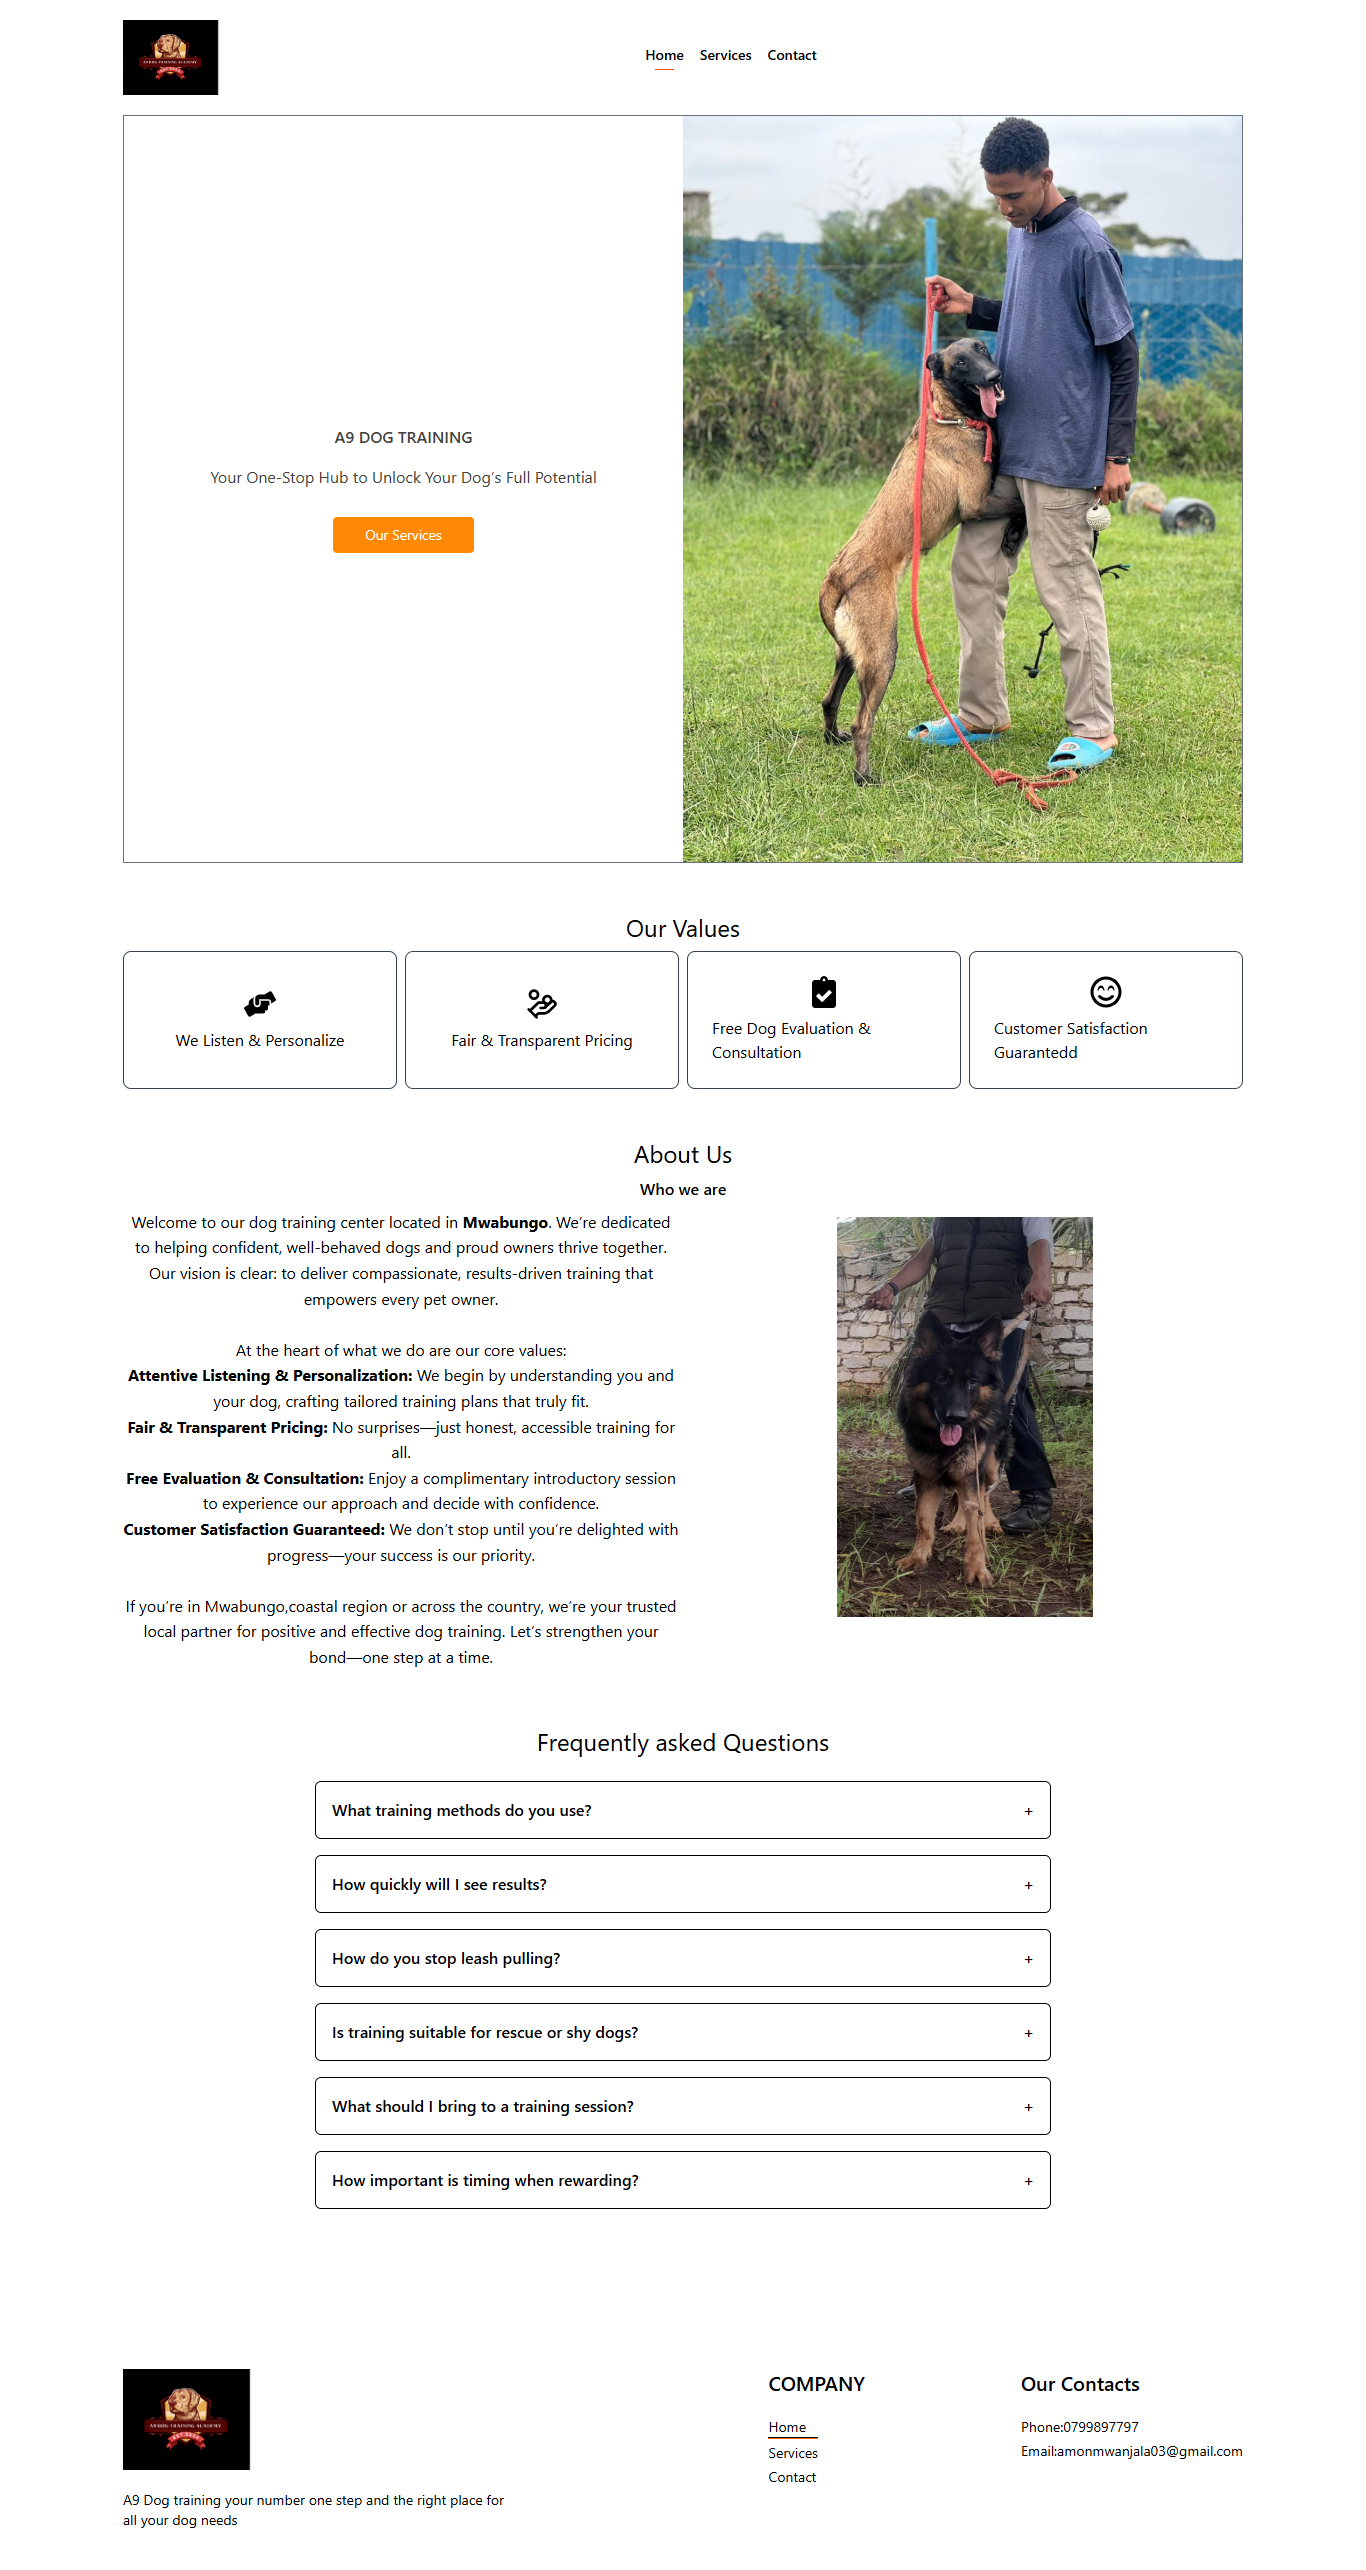 A9 DOG TRAINING ACADEMY
Home Services Contact
A9 DOG TRAINING
Your One-Stop Hub to Unlock Your Dog's Full Potential
Our Services
Our Values
We Listen & Personalize
Fair & Transparent Pricing
Free Dog Evaluation &
Consultation
Customer Satisfaction
Guarantedd
About Us
Who we are
Welcome to our dog training center located in Mwabungo. We're dedicated
to helping confident, well-behaved dogs and proud owners thrive together.
Our vision is clear: to deliver compassionate, results-driven training that
empowers every pet owner.
At the heart of what we do are our core values:
Attentive Listening & Personalization: We begin by understanding you and
your dog, crafting tailored training plans that truly fit.
Fair & Transparent Pricing: No surprises—just honest, accessible training for
all.
Free Evaluation & Consultation: Enjoy a complimentary introductory session
to experience our approach and decide with confidence.
Customer Satisfaction Guaranteed: We don't stop until you're delighted with
progress—your success is our priority.
If you're in Mwabungo,coastal region or across the country, we're your trusted
local partner for positive and effective dog training. Let's strengthen your
bond—one step at a time.
Frequently asked Questions
What training methods do you use? +
How quickly will I see results? +
How do you stop leash pulling? +
Is training suitable for rescue or shy dogs? +
What should I bring to a training session? +
How important is timing when rewarding? +
A9 DOG TRAINING ACADEMY
A9 Dog training your number one step and the right place for
all your dog needs
COMPANY
Home
Services
Contact
Our Contacts
Phone:0799897797
Email:amonmwanjala03@gmail.com